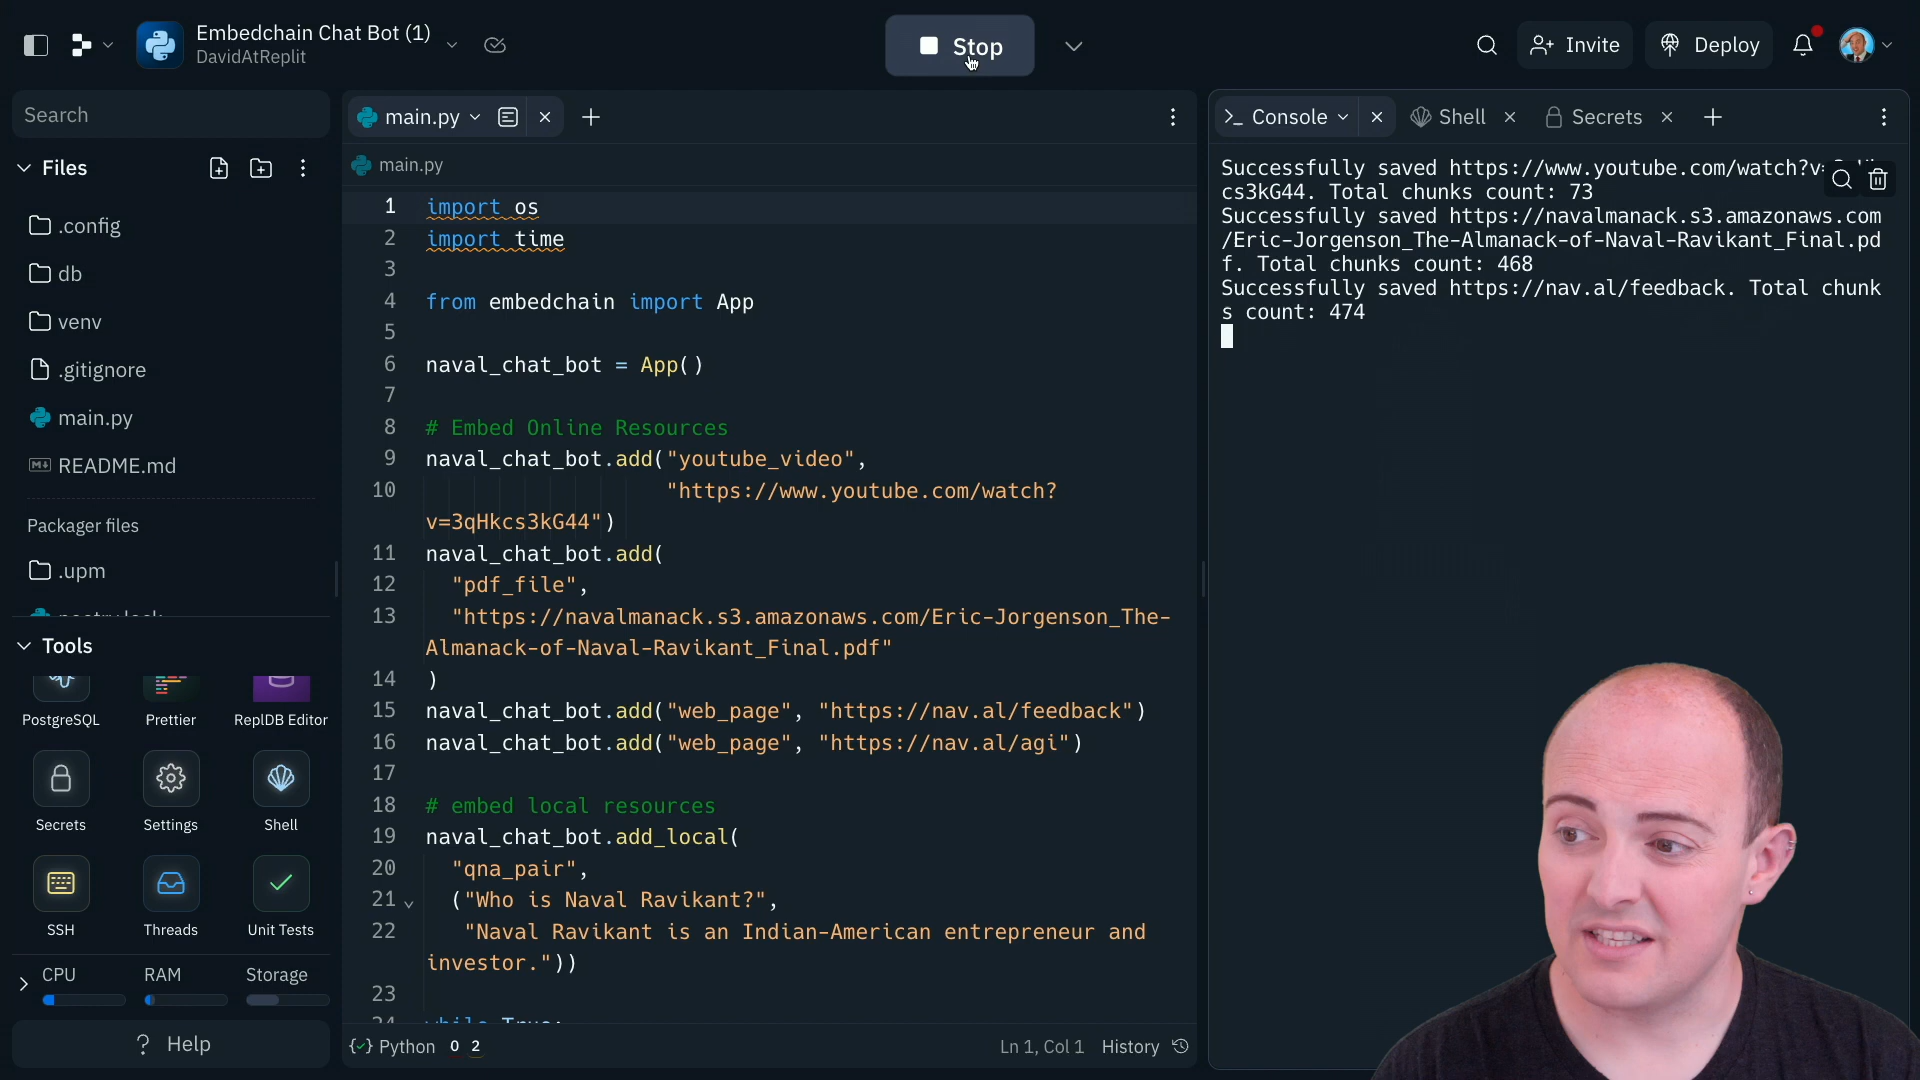 Embedchain Chat Bot (1)
DavidAtReplit
Stop
Invite
Deploy
Search
Files
.config
db
venv
.gitignore
main.py
README.md
Packager files
.upm
Tools
PostgreSQL
Prettier
ReplDB Editor
Secrets
Settings
Shell
SSH
Threads
Unit Tests
CPU
RAM
Storage
? Help
main.py
main.py
1 import os
2 import time
3
4 from embedchain import App
5
6 naval_chat_bot = App()
7
8 # Embed Online Resources
9 naval_chat_bot.add("youtube_video",
10 "https://www.youtube.com/watch?
v=3qHkcs3kG44")
11 naval_chat_bot.add(
12 "pdf_file",
13 "https://navalmanack.s3.amazonaws.com/Eric-Jorgenson_The-
Almanack-of-Naval-Ravikant_Final.pdf"
14 )
15 naval_chat_bot.add("web_page", "https://nav.al/feedback")
16 naval_chat_bot.add("web_page", "https://nav.al/agi")
17
18 # embed local resources
19 naval_chat_bot.add_local(
20 "qna_pair",
21 ("Who is Naval Ravikant?",
22 "Naval Ravikant is an Indian-American entrepreneur and
investor."))
23
24 while True:
Python 0 2
Ln 1, Col 1 History
Console
Shell
Secrets
Successfully saved https://www.youtube.com/watch?v=
cs3kG44. Total chunks count: 73
Successfully saved https://navalmanack.s3.amazonaws.com
/Eric-Jorgenson_The-Almanack-of-Naval-Ravikant_Final.pd
f. Total chunks count: 468
Successfully saved https://nav.al/feedback. Total chunk
s count: 474